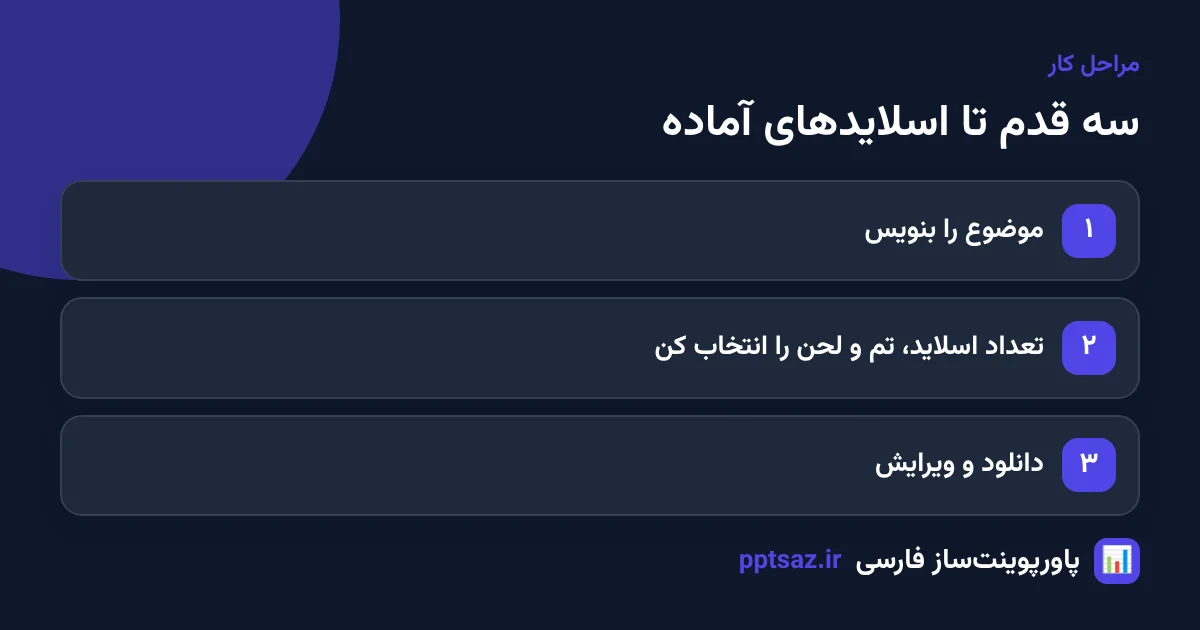 مراحل کار
سه قدم تا اسلایدهای آماده
۱ موضوع را بنویس
۲ تعداد اسلاید، تم و لحن را انتخاب کن
۳ دانلود و ویرایش
پاورپوینت‌ساز فارسی pptsaz.ir